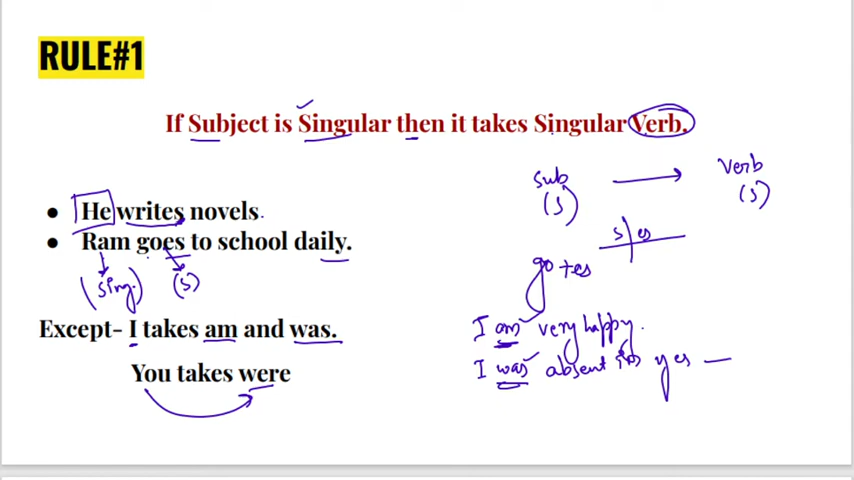 RULE#1
If Subject is Singular then it takes Singular Verb.
sub → Verb
(s) (s)
● He writes novels.
● Ram goes to school daily.
s | es
(sing.) (s)
go + es
Except- I takes am and was.
I am very happy.
You takes were
I was absent in yes —